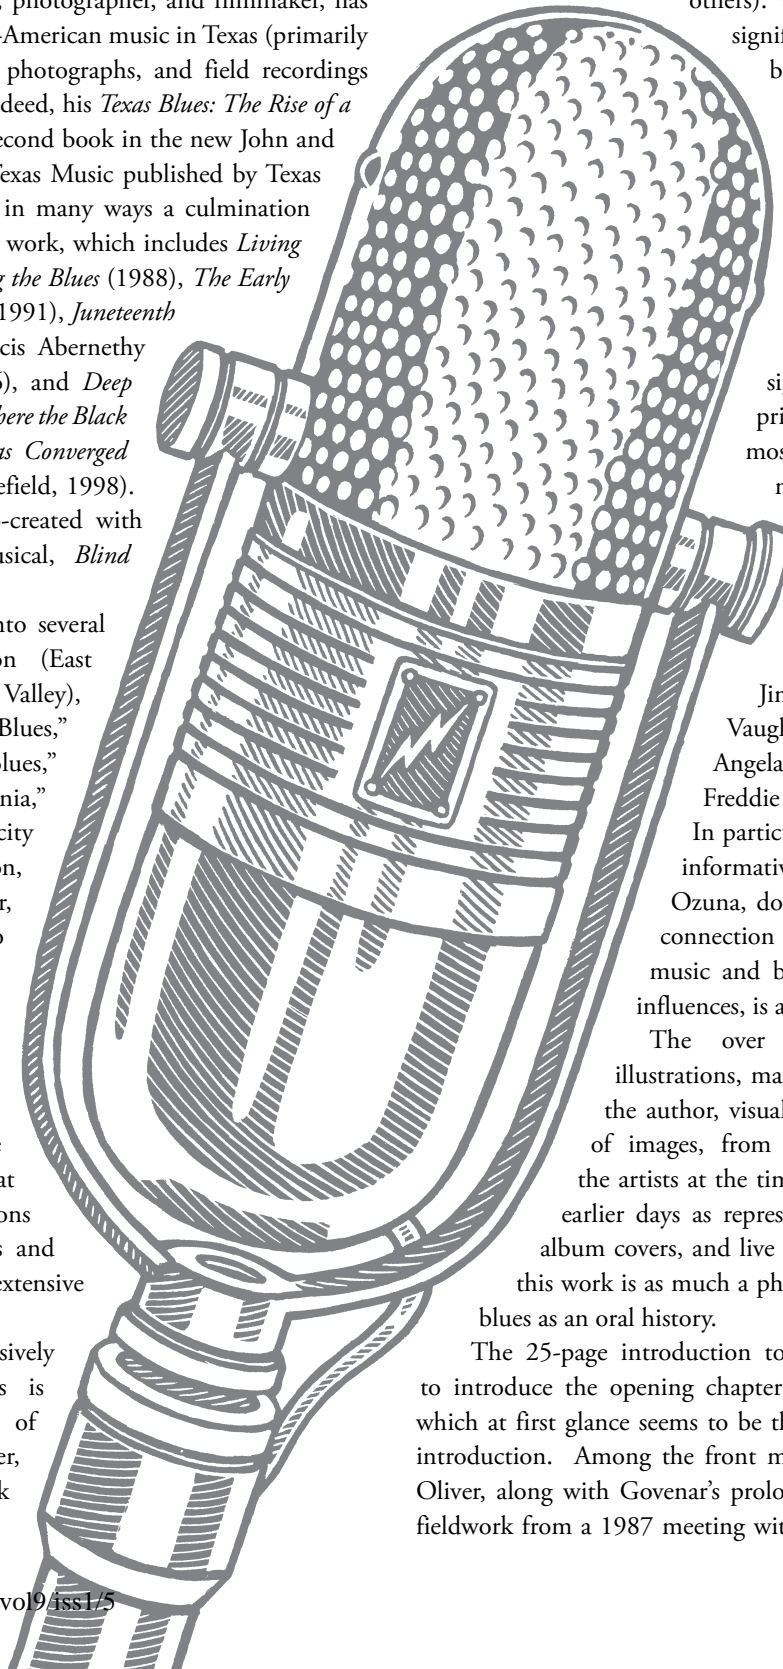 photographer, and filmmaker, has
-American music in Texas (primarily
photographs, and field recordings
deed, his Texas Blues: The Rise of a
econd book in the new John and
Texas Music published by Texas
in many ways a culmination
work, which includes Living
g the Blues (1988), The Early
1991), Juneteenth
cis Abernethy
), and Deep
here the Black
as Converged
efield, 1998).
-created with
usical, Blind
nto several
on (East
Valley),
Blues,”
lues,”
nia,”
city
on,
r,
o
e
at
ons
s and
extensive
sively
s is
of
er,
k
vol9/iss1/5
others).
signif
b
si
pri
mos
n
Jin
Vaugh
Angela
Freddie
In partic
informativ
Ozuna, do
connection
music and b
influences, is a
The over
illustrations, ma
the author, visual
of images, from
the artists at the tim
earlier days as repres
album covers, and live
this work is as much a ph
blues as an oral history.
The 25-page introduction to
to introduce the opening chapter
which at first glance seems to be th
introduction. Among the front m
Oliver, along with Govenar’s prolo
fieldwork from a 1987 meeting wit